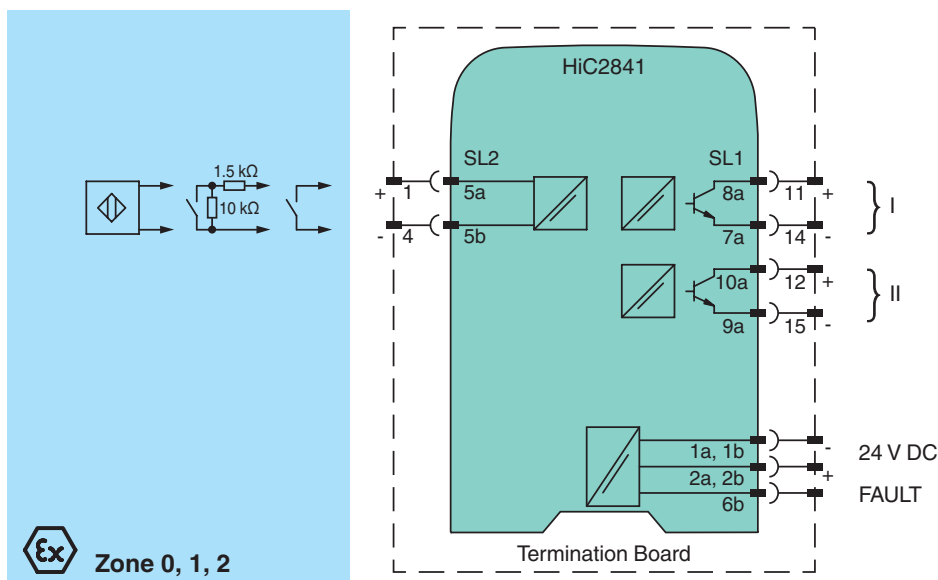 HiC2841
SL2
SL1
1.5 kΩ
10 kΩ
+ 1 5a
- 4 5b
8a 11 + I
7a 14 -
10a 12 + II
9a 15 -
1a, 1b - 24 V DC
2a, 2b +
6b FAULT
Termination Board
Ex Zone 0, 1, 2